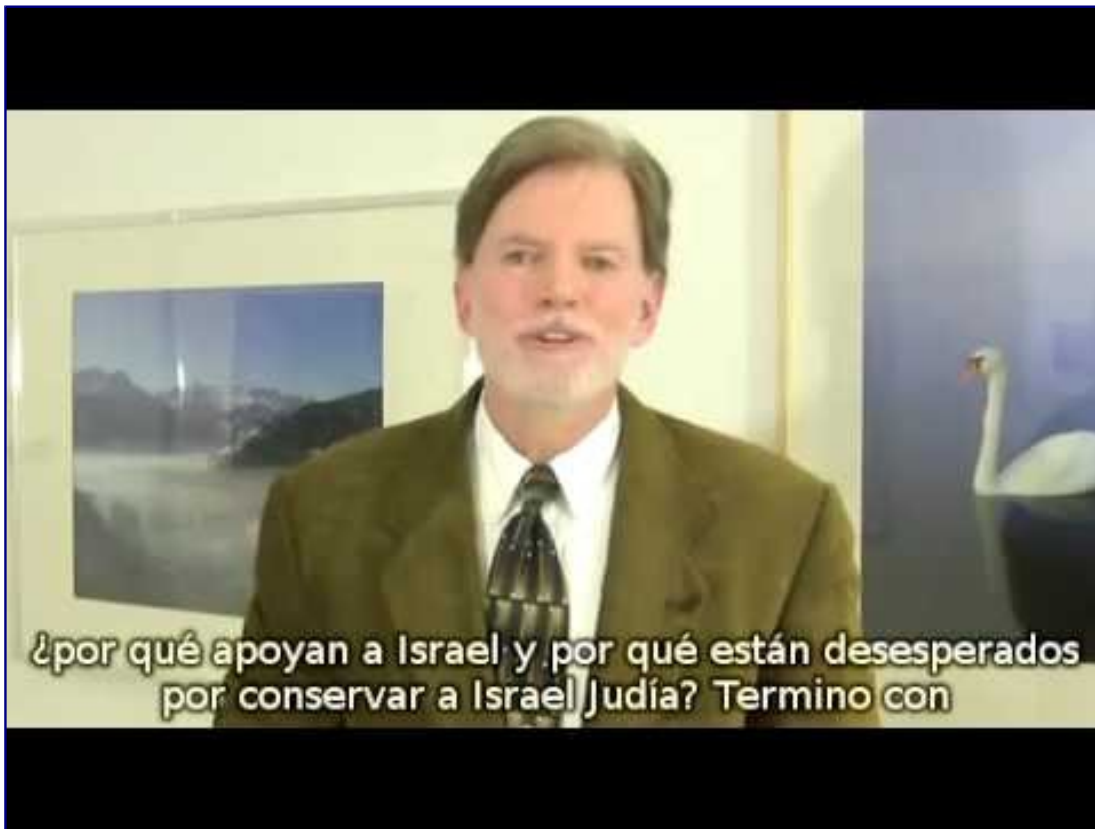 ¿por qué apoyan a Israel y por qué están desesperados
por conservar a Israel Judía? Termino con